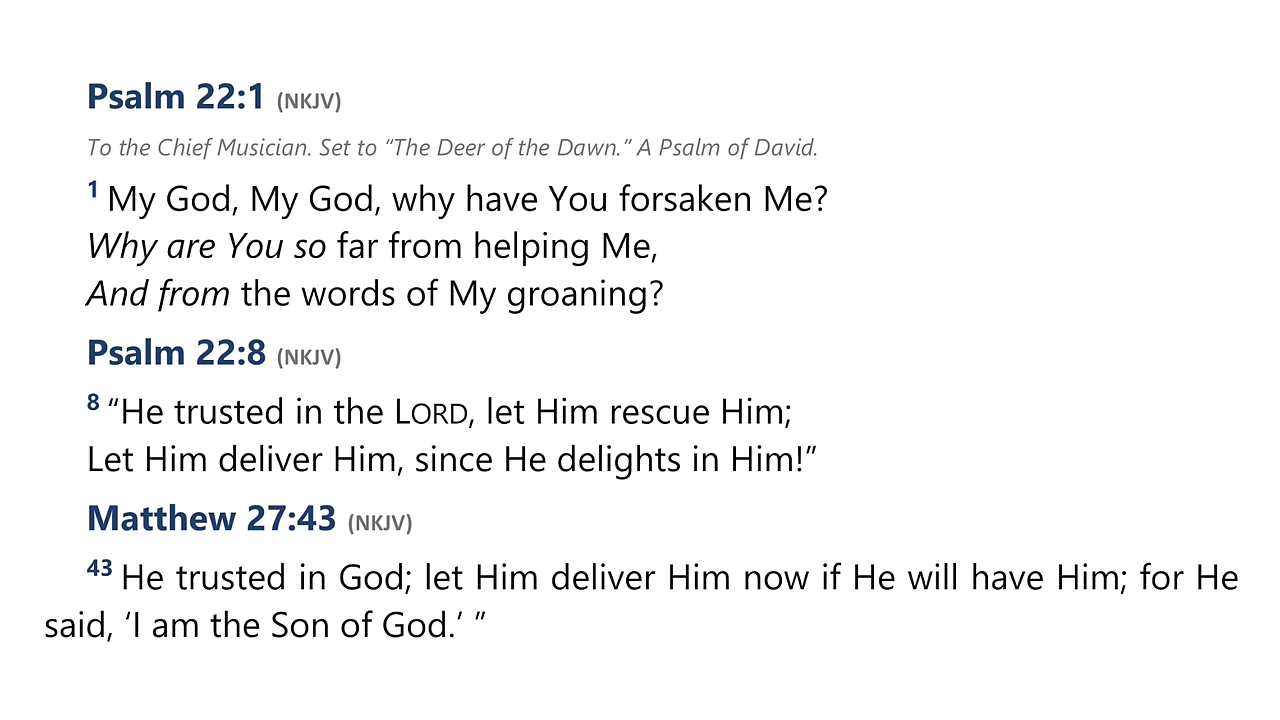 Psalm 22:1 (NKJV)
To the Chief Musician. Set to “The Deer of the Dawn.” A Psalm of David.
1 My God, My God, why have You forsaken Me?
Why are You so far from helping Me,
And from the words of My groaning?
Psalm 22:8 (NKJV)
8 “He trusted in the LORD, let Him rescue Him;
Let Him deliver Him, since He delights in Him!”
Matthew 27:43 (NKJV)
43 He trusted in God; let Him deliver Him now if He will have Him; for He
said, ‘I am the Son of God.’ ”